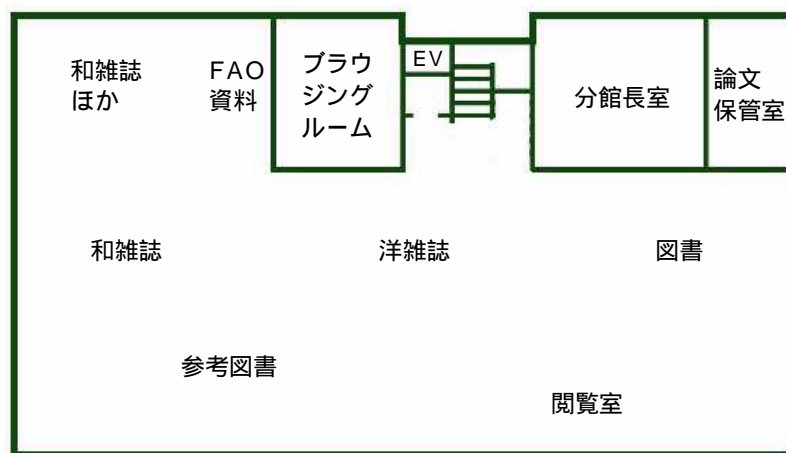 和雑誌
ほか
FAO
資料
ブラウ
ジング
ルーム
EV
分館長室
論文
保管室
和雑誌
洋雑誌
図書
参考図書
閲覧室